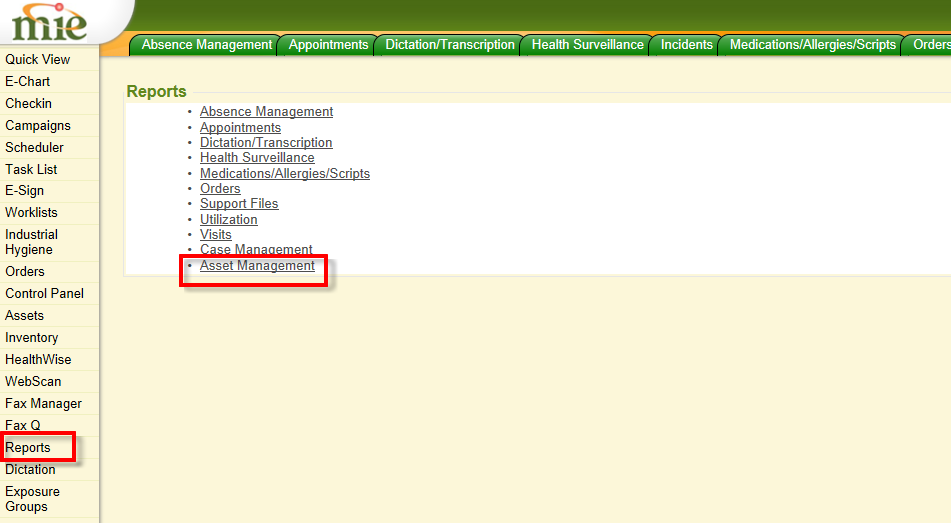 mie
Absence Management Appointments Dictation/Transcription Health Surveillance Incidents Medications/Allergies/Scripts Orders
Quick View
E-Chart
Checkin
Campaigns
Scheduler
Task List
E-Sign
Worklists
Industrial
Hygiene
Orders
Control Panel
Assets
Inventory
HealthWise
WebScan
Fax Manager
Fax Q
Reports
Dictation
Exposure
Groups
Reports
• Absence Management
• Appointments
• Dictation/Transcription
• Health Surveillance
• Medications/Allergies/Scripts
• Orders
• Support Files
• Utilization
• Visits
• Case Management
• Asset Management